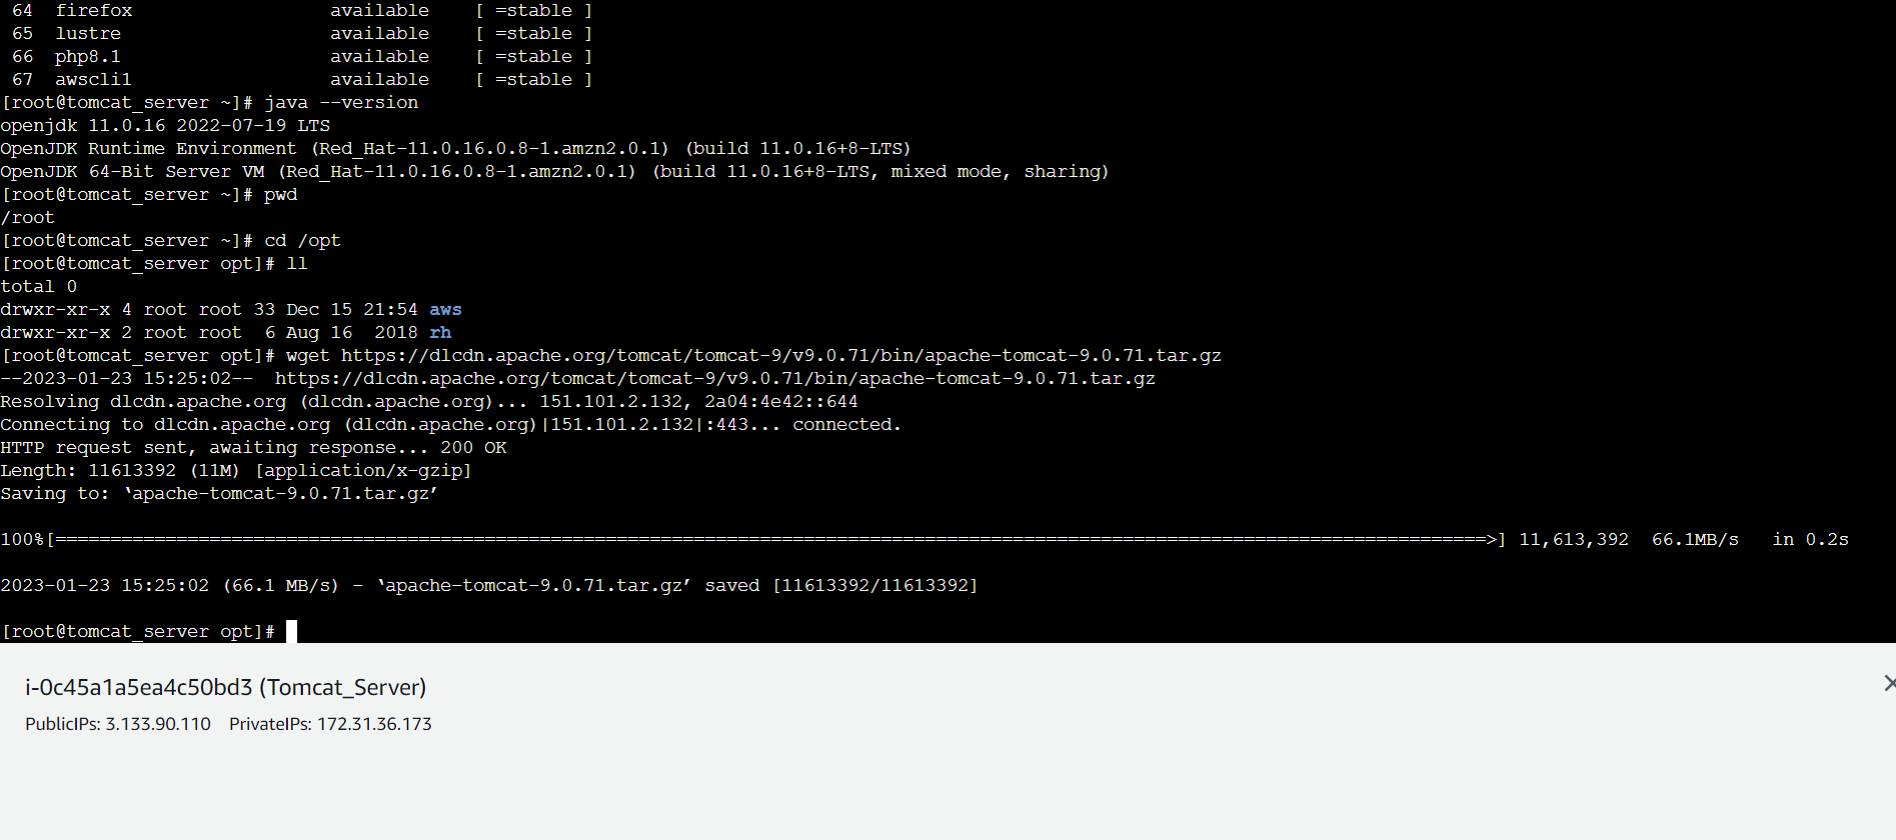 64  firefox                  available    [ =stable ]
65  lustre                   available    [ =stable ]
66  php8.1                   available    [ =stable ]
67  awscli1                  available    [ =stable ]
[root@tomcat_server ~]# java --version
openjdk 11.0.16 2022-07-19 LTS
OpenJDK Runtime Environment (Red_Hat-11.0.16.0.8-1.amzn2.0.1) (build 11.0.16+8-LTS)
OpenJDK 64-Bit Server VM (Red_Hat-11.0.16.0.8-1.amzn2.0.1) (build 11.0.16+8-LTS, mixed mode, sharing)
[root@tomcat_server ~]# pwd
/root
[root@tomcat_server ~]# cd /opt
[root@tomcat_server opt]# ll
total 0
drwxr-xr-x 4 root root 33 Dec 15 21:54 aws
drwxr-xr-x 2 root root  6 Aug 16  2018 rh
[root@tomcat_server opt]# wget https://dlcdn.apache.org/tomcat/tomcat-9/v9.0.71/bin/apache-tomcat-9.0.71.tar.gz
--2023-01-23 15:25:02--  https://dlcdn.apache.org/tomcat/tomcat-9/v9.0.71/bin/apache-tomcat-9.0.71.tar.gz
Resolving dlcdn.apache.org (dlcdn.apache.org)... 151.101.2.132, 2a04:4e42::644
Connecting to dlcdn.apache.org (dlcdn.apache.org)|151.101.2.132|:443... connected.
HTTP request sent, awaiting response... 200 OK
Length: 11613392 (11M) [application/x-gzip]
Saving to: ‘apache-tomcat-9.0.71.tar.gz’
100%[==================================================================================================================================>] 11,613,392  66.1MB/s   in 0.2s
2023-01-23 15:25:02 (66.1 MB/s) - ‘apache-tomcat-9.0.71.tar.gz’ saved [11613392/11613392]
[root@tomcat_server opt]#
i-0c45a1a5ea4c50bd3 (Tomcat_Server)
PublicIPs: 3.133.90.110   PrivateIPs: 172.31.36.173